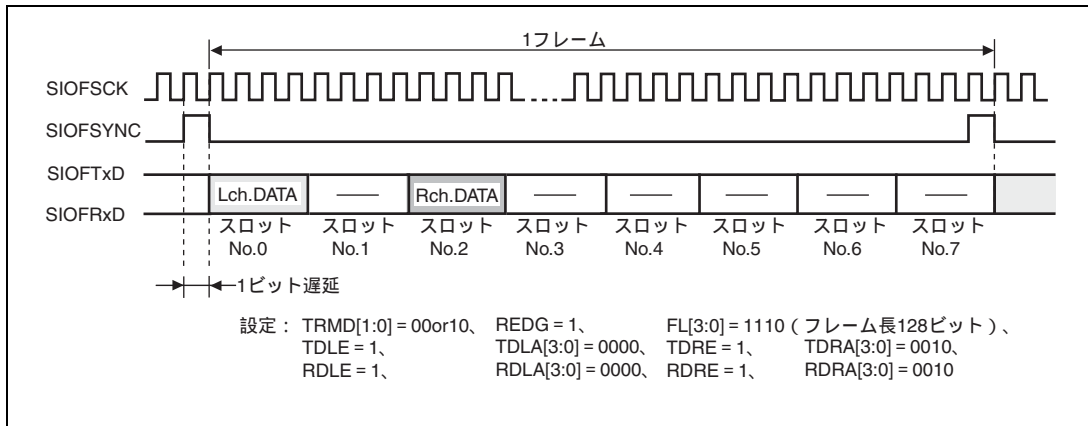 1フレーム
SIOFSCK
SIOFSYNC
SIOFTxD
SIOFRxD
Lch.DATA
Rch.DATA
スロット スロット スロット スロット スロット スロット スロット スロット
No.0 No.1 No.2 No.3 No.4 No.5 No.6 No.7
1ビット遅延
設定： TRMD[1:0] = 00or10、 REDG = 1、 FL[3:0] = 1110（フレーム長128ビット）、
TDLE = 1、 TDLA[3:0] = 0000、 TDRE = 1、 TDRA[3:0] = 0010、
RDLE = 1、 RDLA[3:0] = 0000、 RDRE = 1、 RDRA[3:0] = 0010